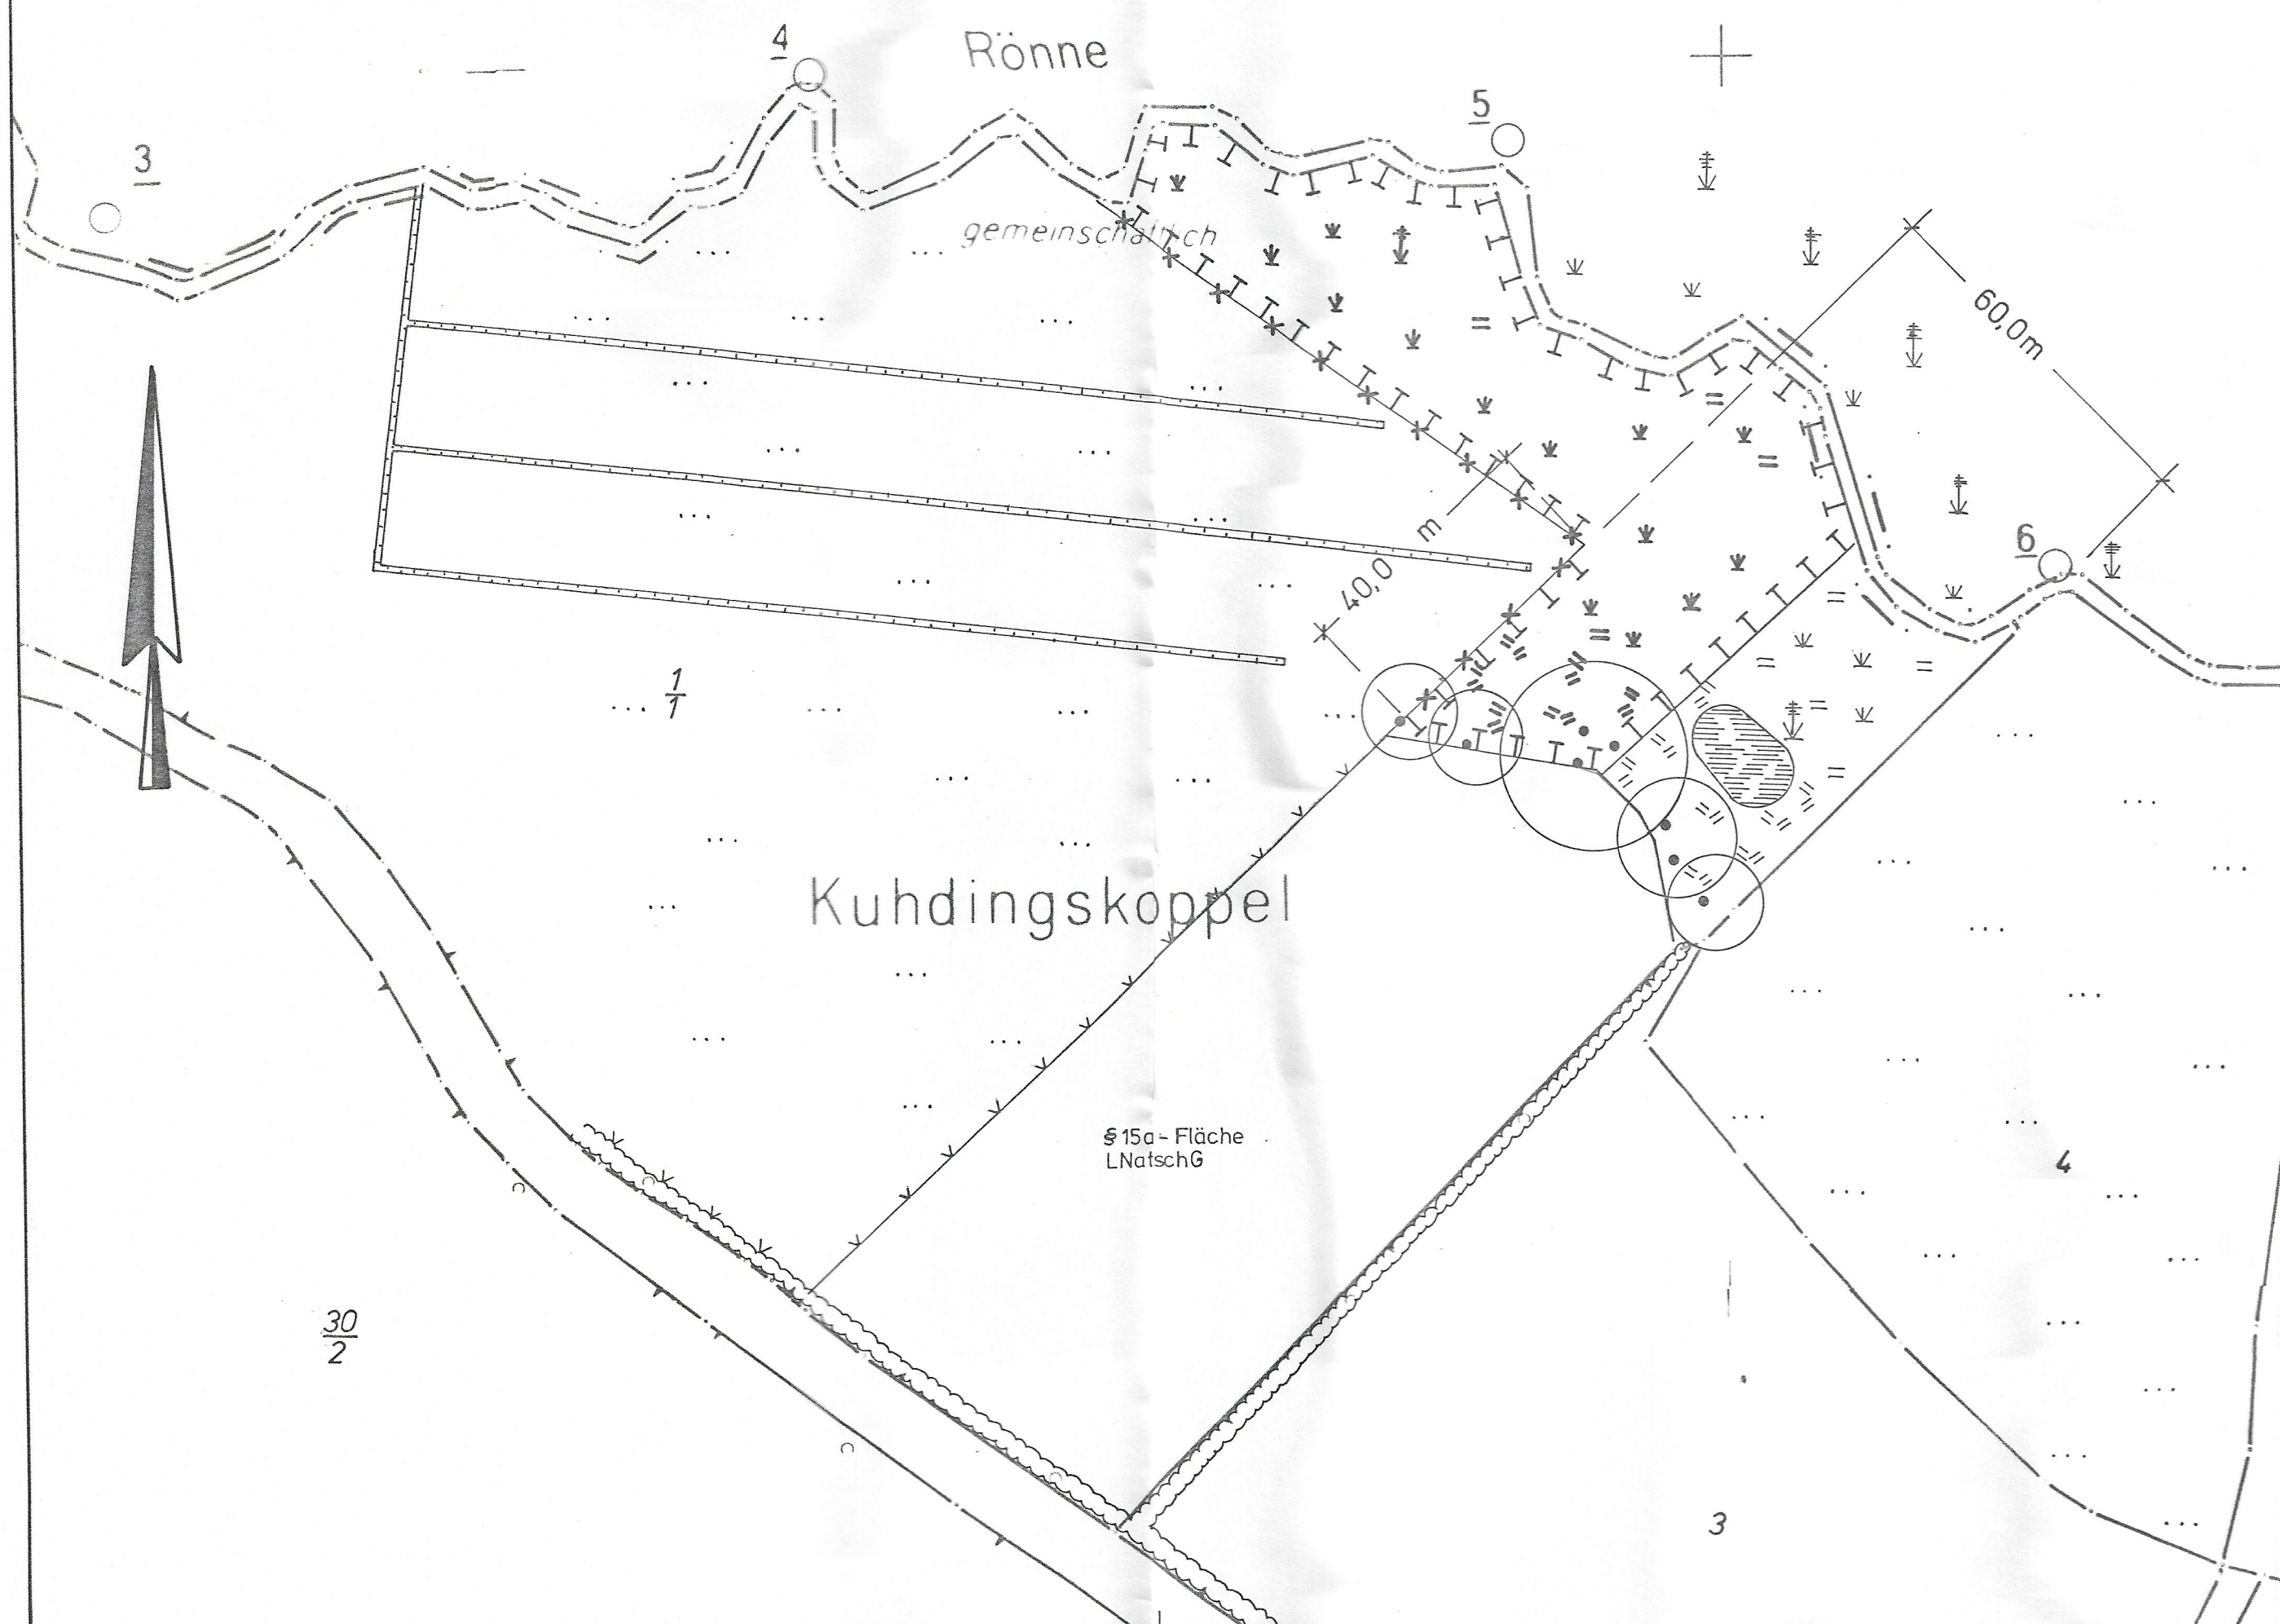 4
Rönne
5
3
gemeinschaftlich
60,0m
40,0 m
6
1
1
Kuhdingskoppel
§ 15a - Fläche
LNatschG
4
30
2
3